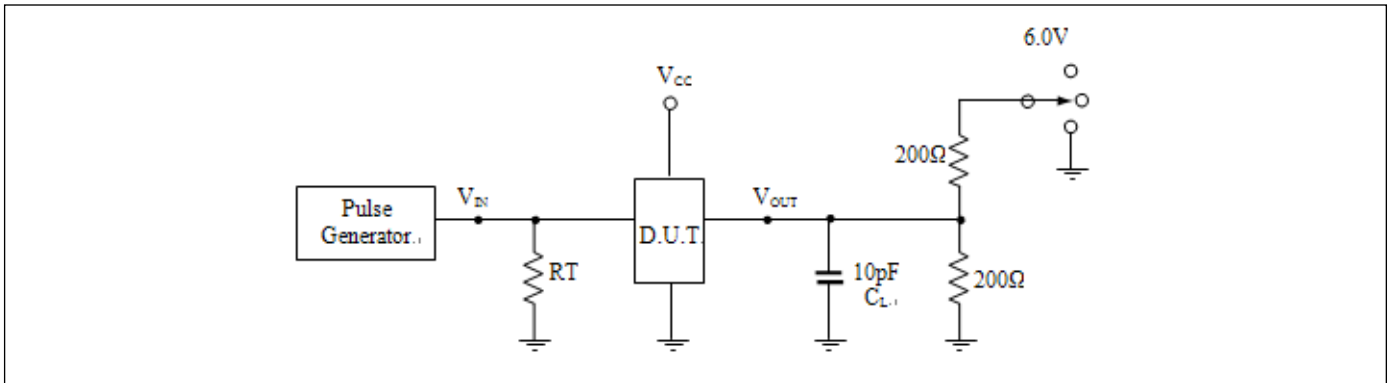 6.0V
VCC
200Ω
VIN
VOUT
Pulse
Generator
D.U.T.
RT
10pF
CL
200Ω